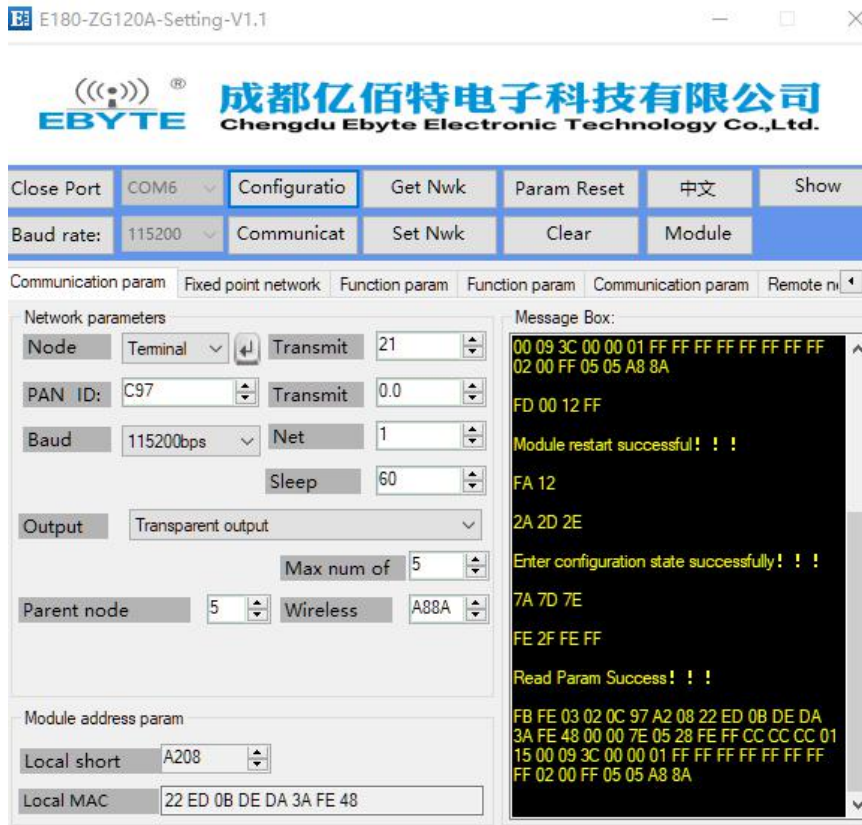 E180-ZG120A-Setting-V1.1
EBYTE ®
成都亿佰特电子科技有限公司
Chengdu Ebyte Electronic Technology Co.,Ltd.
Close Port COM6 Configuratio Get Nwk Param Reset 中文 Show
Baud rate: 115200 Communicat Set Nwk Clear Module
Communication param Fixed point network Function param Function param Communication param Remote n
Network parameters
Node Terminal Transmit 21
PAN ID: C97 Transmit 0.0
Baud 115200bps Net 1
Sleep 60
Output Transparent output
Max num of 5
Parent node 5 Wireless A88A
Module address param
Local short A208
Local MAC 22 ED 0B DE DA 3A FE 48
Message Box:
00 09 3C 00 00 01 FF FF FF FF FF FF FF FF
02 00 FF 05 05 A8 8A
FD 00 12 FF
Module restart successful! ! !
FA 12
2A 2D 2E
Enter configuration state successfully! ! !
7A 7D 7E
FE 2F FE FF
Read Param Success! ! !
FB FE 03 02 0C 97 A2 08 22 ED 0B DE DA
3A FE 48 00 00 7E 05 28 FE FF CC CC CC 01
15 00 09 3C 00 00 01 FF FF FF FF FF FF FF
FF 02 00 FF 05 05 A8 8A